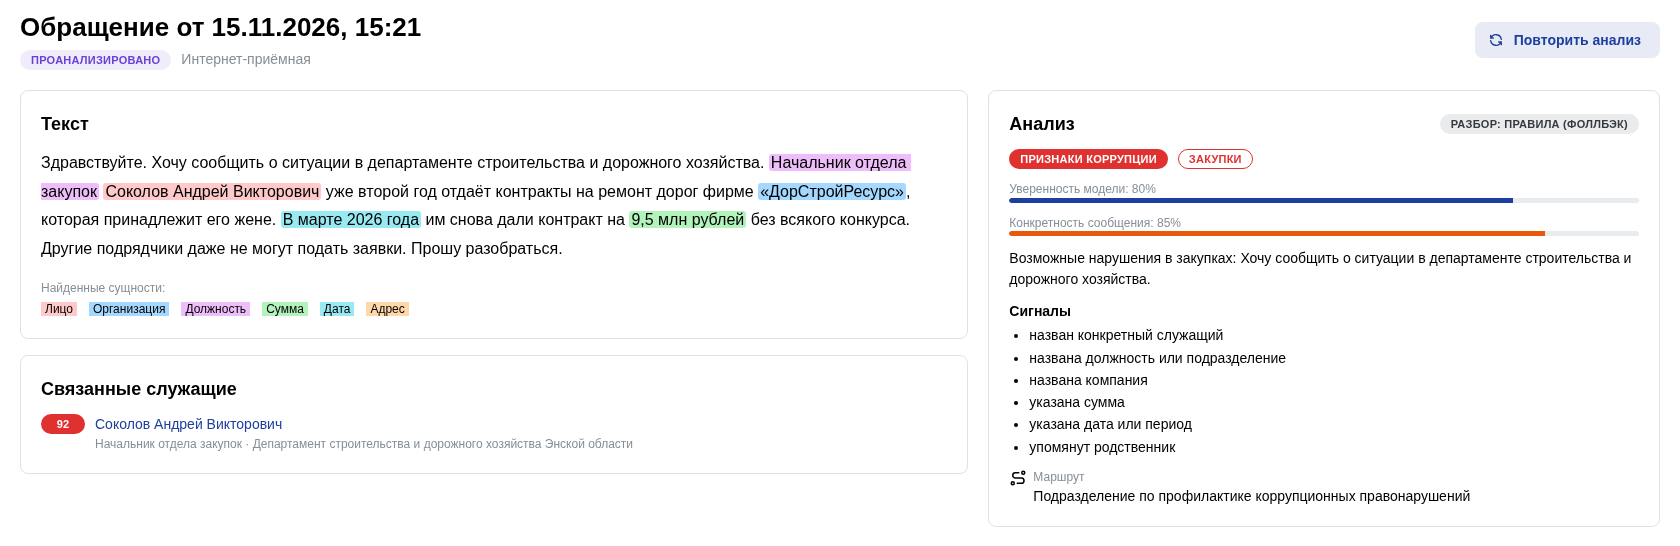 Обращение от 15.11.2026, 15:21
ПРОАНАЛИЗИРОВАНО Интернет-приёмная
Повторить анализ
Текст
Здравствуйте. Хочу сообщить о ситуации в департаменте строительства и дорожного хозяйства. Начальник отдела
закупок Соколов Андрей Викторович уже второй год отдаёт контракты на ремонт дорог фирме «ДорСтройРесурс»,
которая принадлежит его жене. В марте 2026 года им снова дали контракт на 9,5 млн рублей без всякого конкурса.
Другие подрядчики даже не могут подать заявки. Прошу разобраться.
Найденные сущности:
Лицо Организация Должность Сумма Дата Адрес
Связанные служащие
92 Соколов Андрей Викторович
Начальник отдела закупок · Департамент строительства и дорожного хозяйства Энской области
Анализ
РАЗБОР: ПРАВИЛА (ФОЛЛБЭК)
ПРИЗНАКИ КОРРУПЦИИ ЗАКУПКИ
Уверенность модели: 80%
Конкретность сообщения: 85%
Возможные нарушения в закупках: Хочу сообщить о ситуации в департаменте строительства и
дорожного хозяйства.
Сигналы
• назван конкретный служащий
• названа должность или подразделение
• названа компания
• указана сумма
• указана дата или период
• упомянут родственник
Маршрут
Подразделение по профилактике коррупционных правонарушений